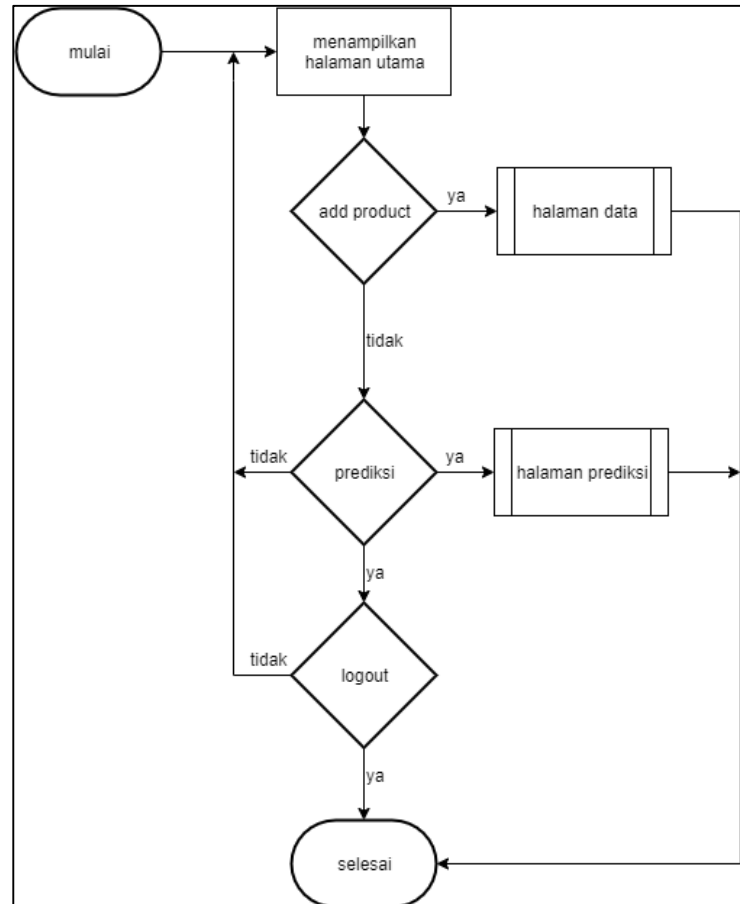 mulai
menampilkan
halaman utama
add product
ya
halaman data
tidak
tidak
prediksi
ya
halaman prediksi
ya
tidak
logout
ya
selesai